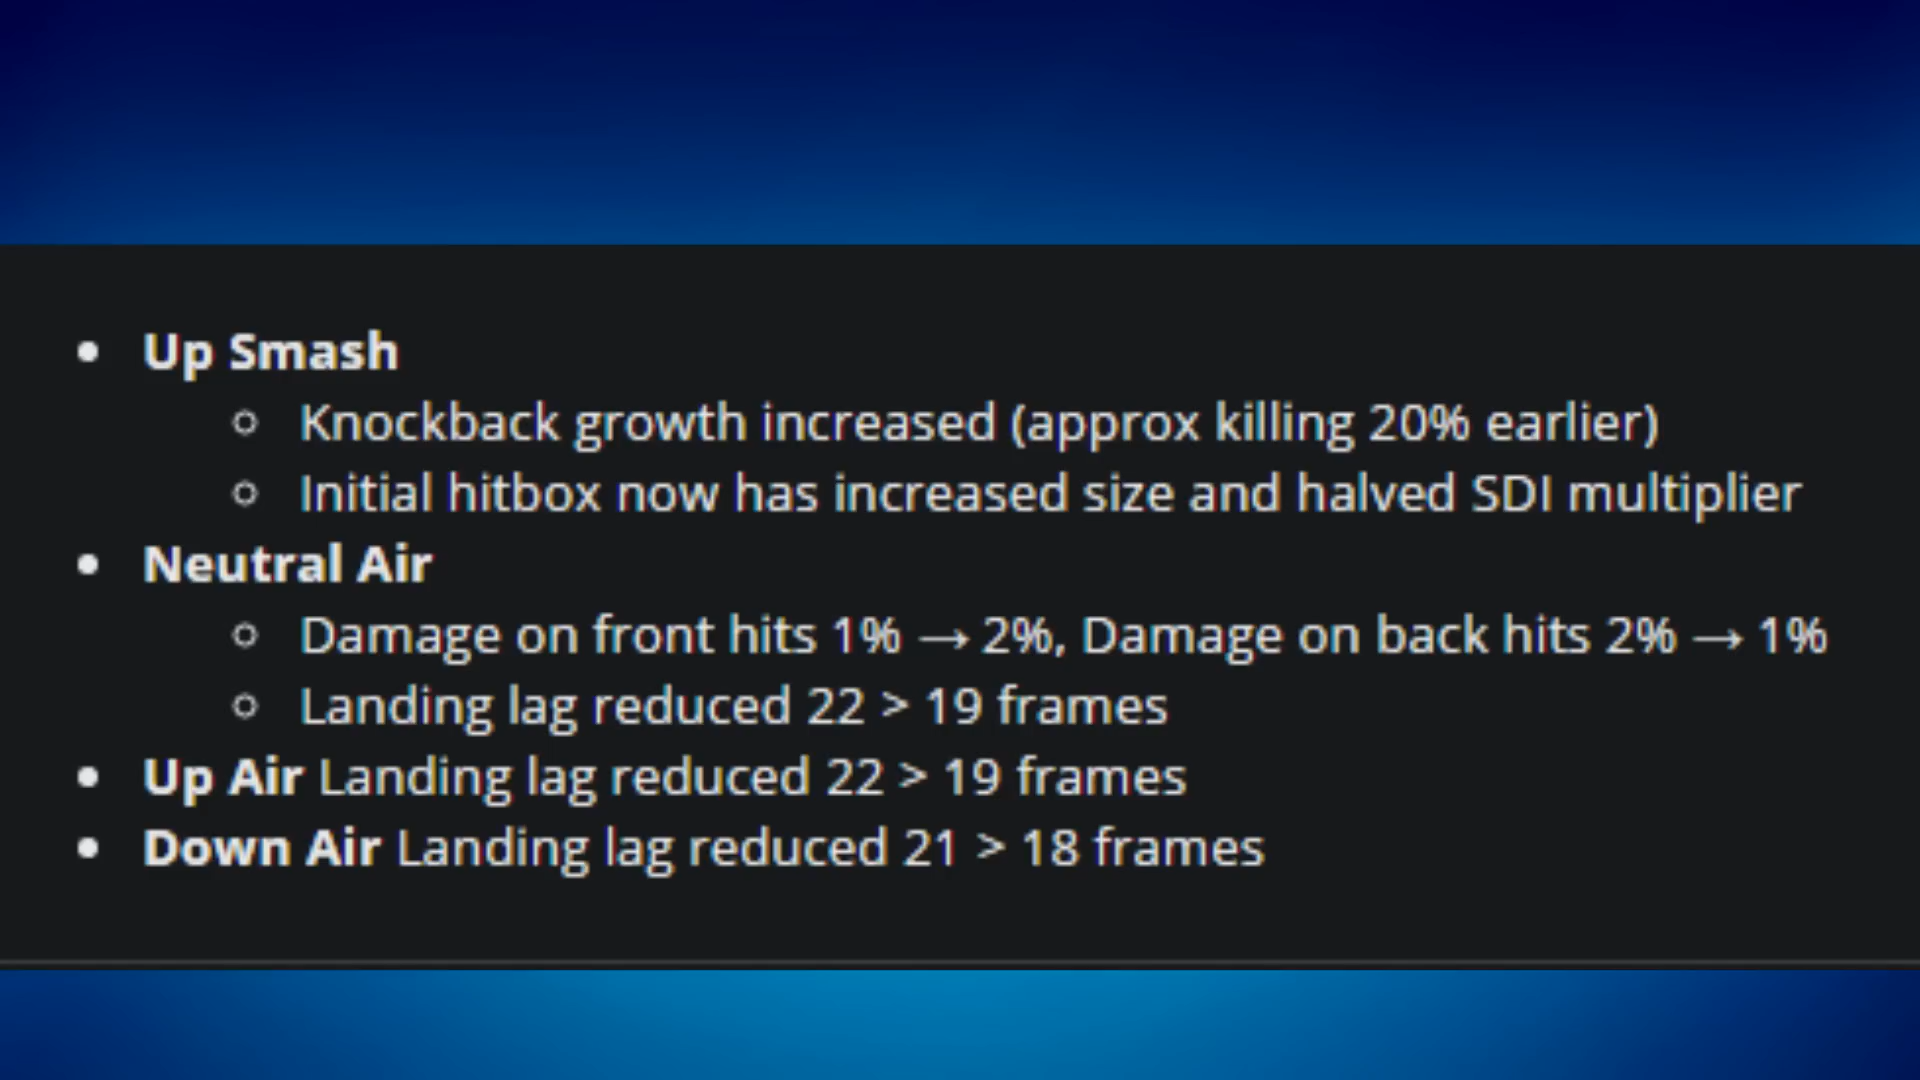 • Up Smash
○ Knockback growth increased (approx killing 20% earlier)
○ Initial hitbox now has increased size and halved SDI multiplier
• Neutral Air
○ Damage on front hits 1% → 2%, Damage on back hits 2% → 1%
○ Landing lag reduced 22 > 19 frames
• Up Air Landing lag reduced 22 > 19 frames
• Down Air Landing lag reduced 21 > 18 frames